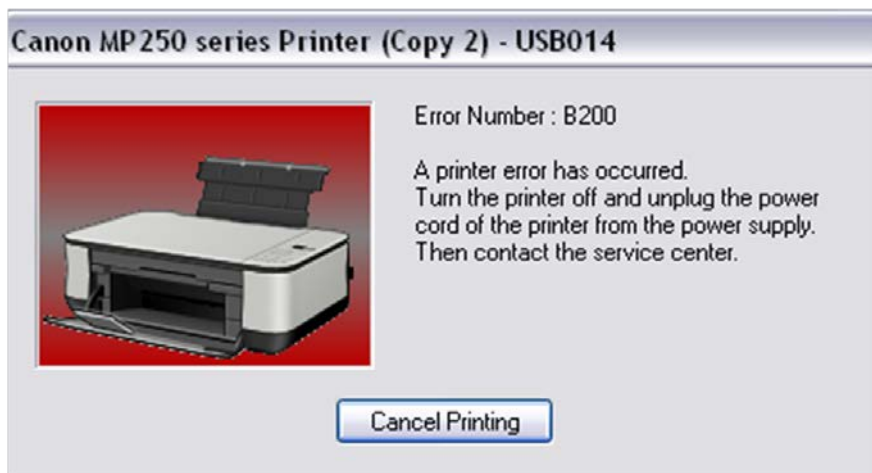 Canon MP250 series Printer (Copy 2) - USB014
Error Number : B200
A printer error has occurred.
Turn the printer off and unplug the power
cord of the printer from the power supply.
Then contact the service center.
Cancel Printing